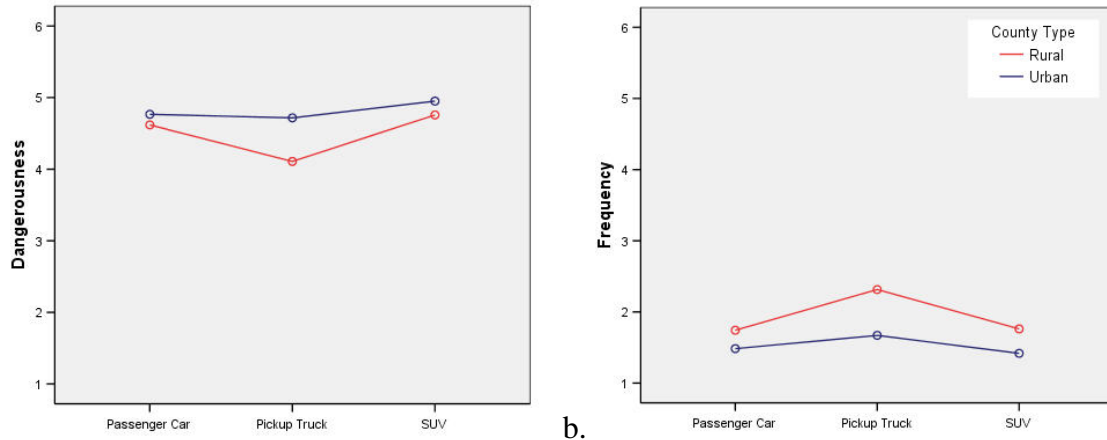 6
5
4
3
2
1
Dangerousness
Passenger Car Pickup Truck SUV
b.
6
5
4
3
2
1
Frequency
County Type
Rural
Urban
Passenger Car Pickup Truck SUV